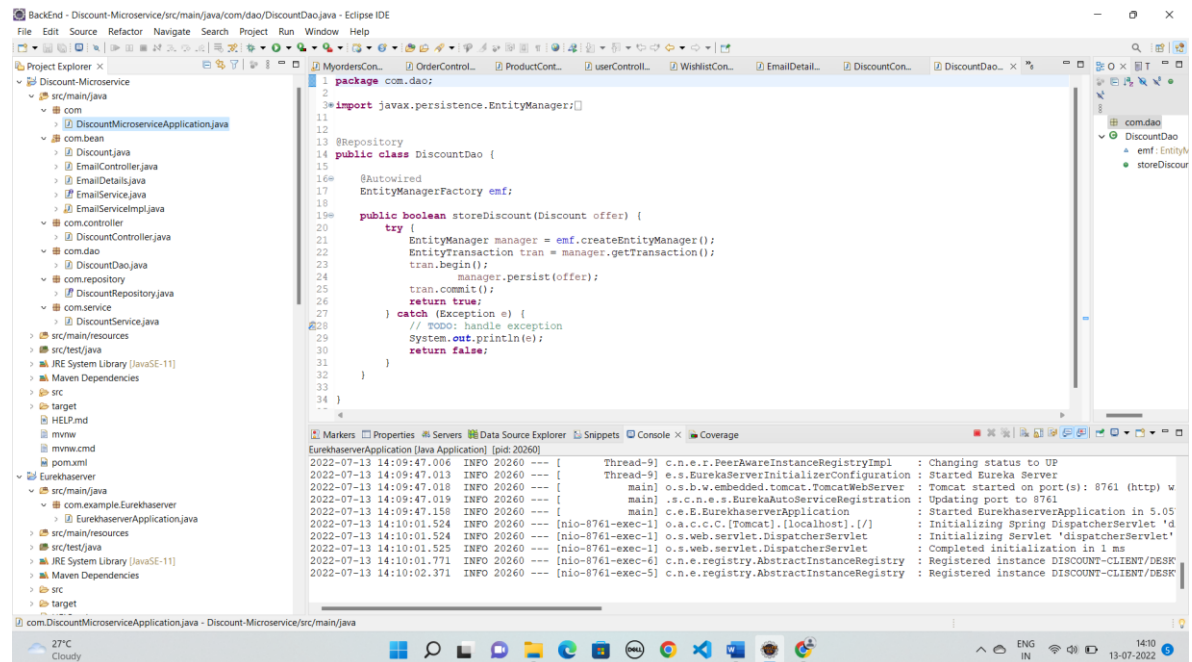 BackEnd - Discount-Microservice/src/main/java/com/dao/DiscountDao.java - Eclipse IDE
File Edit Source Refactor Navigate Search Project Run Window Help
Project Explorer
Discount-Microservice
src/main/java
com
DiscountMicroserviceApplication.java
com.bean
Discount.java
EmailController.java
EmailDetails.java
EmailService.java
EmailServiceImpl.java
com.controller
DiscountController.java
com.dao
DiscountDao.java
com.repository
DiscountRepository.java
com.service
DiscountService.java
src/main/resources
src/test/java
JRE System Library [JavaSE-11]
Maven Dependencies
src
target
HELP.md
mvnw
mvnw.cmd
pom.xml
Eurekhaserver
src/main/java
com.example.Eurekhaserver
EurekhaserverApplication.java
src/main/resources
src/test/java
JRE System Library [JavaSE-11]
Maven Dependencies
src
target
MyordersCon... OrderControl... ProductCont... userControll... WishlistCon... EmailDetail... DiscountCon... DiscountDao...
1 package com.dao;
2
3 import javax.persistence.EntityManager;
11
12
13 @Repository
14 public class DiscountDao {
15
16 @Autowired
17 EntityManagerFactory emf;
18
19 public boolean storeDiscount(Discount offer) {
20 try {
21 EntityManager manager = emf.createEntityManager();
22 EntityTransaction tran = manager.getTransaction();
23 tran.begin();
24 manager.persist(offer);
25 tran.commit();
26 return true;
27 } catch (Exception e) {
28 // TODO: handle exception
29 System.out.println(e);
30 return false;
31 }
32 }
33
34 }
O T
com.dao
DiscountDao
emf : EntityM
storeDiscour
Markers Properties Servers Data Source Explorer Snippets Console Coverage
EurekhaserverApplication [Java Application] [pid: 20260]
2022-07-13 14:09:47.006 INFO 20260 --- [ Thread-9] c.n.e.r.PeerAwareInstanceRegistryImpl : Changing status to UP
2022-07-13 14:09:47.013 INFO 20260 --- [ Thread-9] e.s.EurekaServerInitializerConfiguration : Started Eureka Server
2022-07-13 14:09:47.018 INFO 20260 --- [ main] o.s.b.w.embedded.tomcat.TomcatWebServer : Tomcat started on port(s): 8761 (http) w
2022-07-13 14:09:47.019 INFO 20260 --- [ main] .s.c.n.e.s.EurekaAutoServiceRegistration : Updating port to 8761
2022-07-13 14:09:47.158 INFO 20260 --- [ main] c.e.E.EurekhaserverApplication : Started EurekhaserverApplication in 5.05
2022-07-13 14:10:01.524 INFO 20260 --- [nio-8761-exec-1] o.a.c.c.C.[Tomcat].[localhost].[/] : Initializing Spring DispatcherServlet 'd
2022-07-13 14:10:01.524 INFO 20260 --- [nio-8761-exec-1] o.s.web.servlet.DispatcherServlet : Initializing Servlet 'dispatcherServlet'
2022-07-13 14:10:01.525 INFO 20260 --- [nio-8761-exec-1] o.s.web.servlet.DispatcherServlet : Completed initialization in 1 ms
2022-07-13 14:10:01.771 INFO 20260 --- [nio-8761-exec-6] c.n.e.registry.AbstractInstanceRegistry : Registered instance DISCOUNT-CLIENT/DESK
2022-07-13 14:10:02.371 INFO 20260 --- [nio-8761-exec-5] c.n.e.registry.AbstractInstanceRegistry : Registered instance DISCOUNT-CLIENT/DESK
com.DiscountMicroserviceApplication.java - Discount-Microservice/src/main/java
27°C
Cloudy
DELL
ENG
IN
14:10
13-07-2022
5